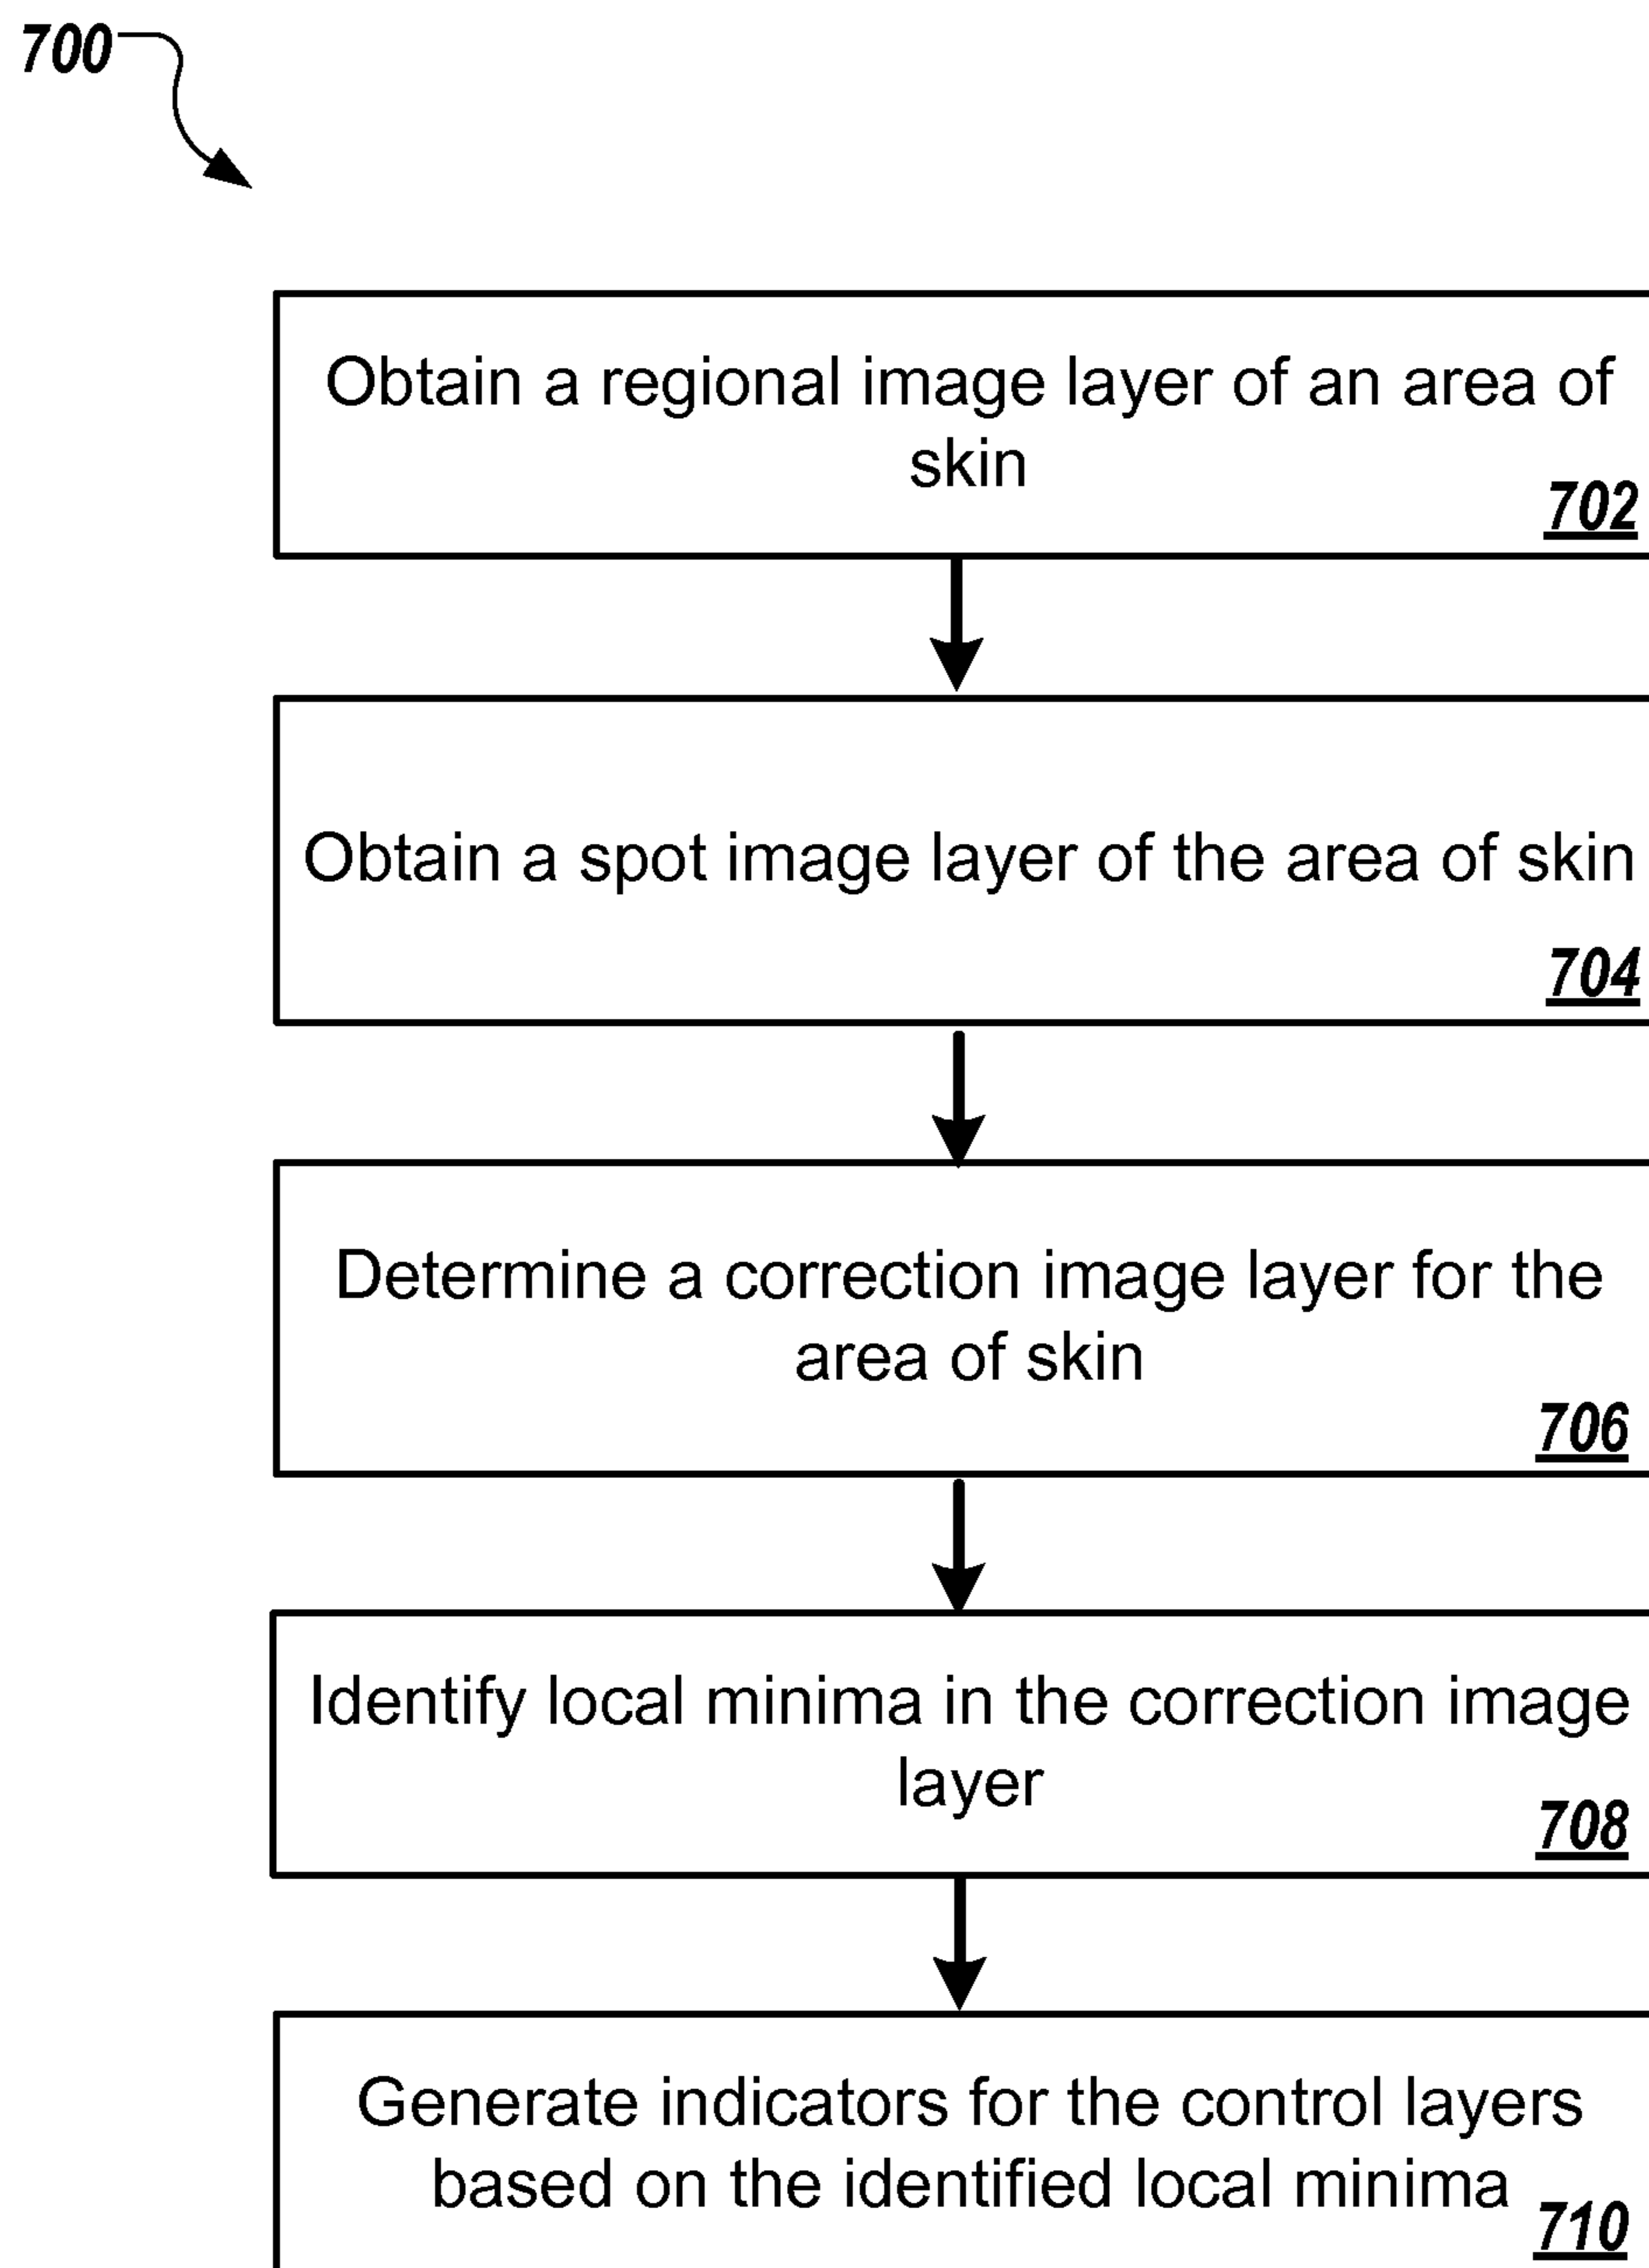 700
Obtain a regional image layer of an area of
skin
702
Obtain a spot image layer of the area of skin
704
Determine a correction image layer for the
area of skin
706
Identify local minima in the correction image
layer
708
Generate indicators for the control layers
based on the identified local minima
710